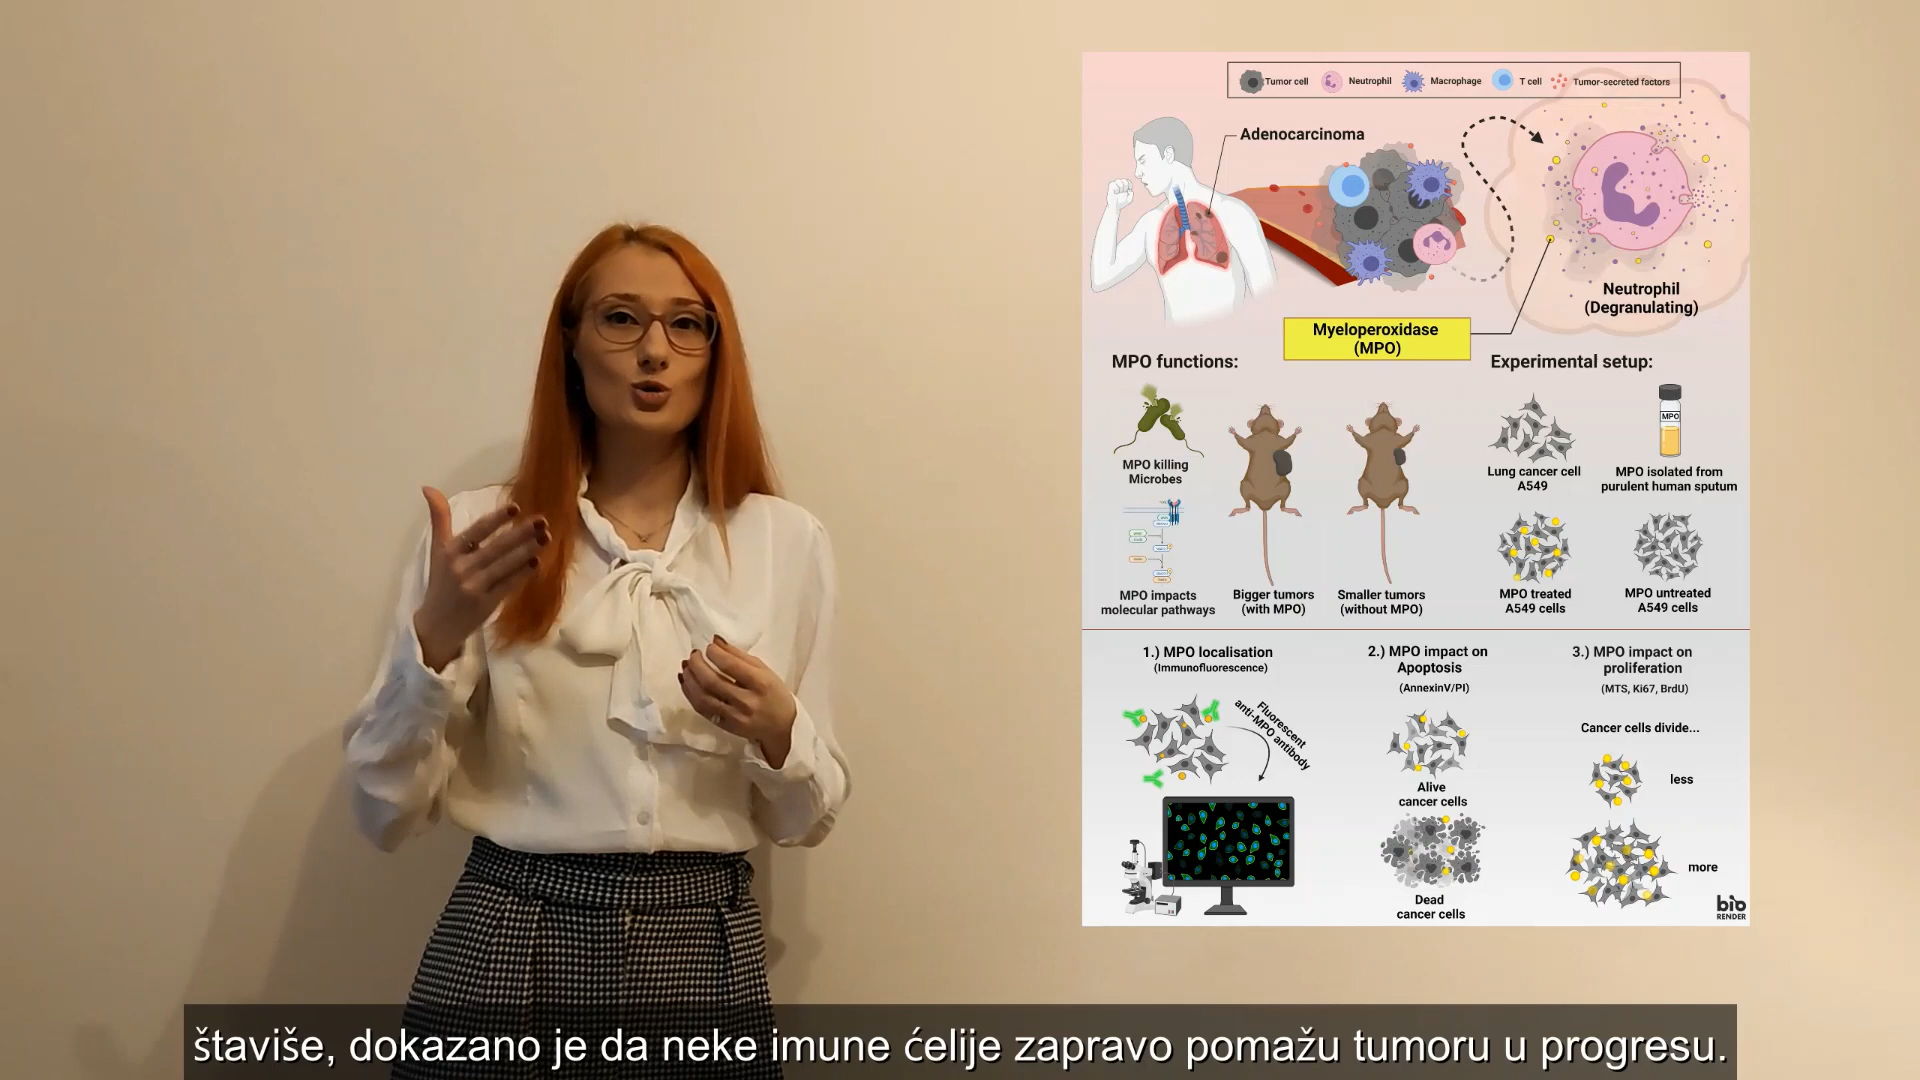 Tumor cell
Neutrophil
Macrophage
T cell
Tumor-secreted factors
Adenocarcinoma
Neutrophil
(Degranulating)
Myeloperoxidase
(MPO)
MPO functions:
Experimental setup:
MPO
MPO killing
Microbes
Lung cancer cell
A549
MPO isolated from
purulent human sputum
MPO impacts
molecular pathways
Bigger tumors
(with MPO)
Smaller tumors
(without MPO)
MPO treated
A549 cells
MPO untreated
A549 cells
1.) MPO localisation
(Immunofluorescence)
2.) MPO impact on
Apoptosis
(AnnexinV/PI)
3.) MPO impact on
proliferation
(MTS, Ki67, BrdU)
Fluorescent
anti-MPO antibody
Cancer cells divide...
less
Alive
cancer cells
more
Dead
cancer cells
bio
RENDER
štaviše, dokazano je da neke imune ćelije zapravo pomažu tumoru u progresu.